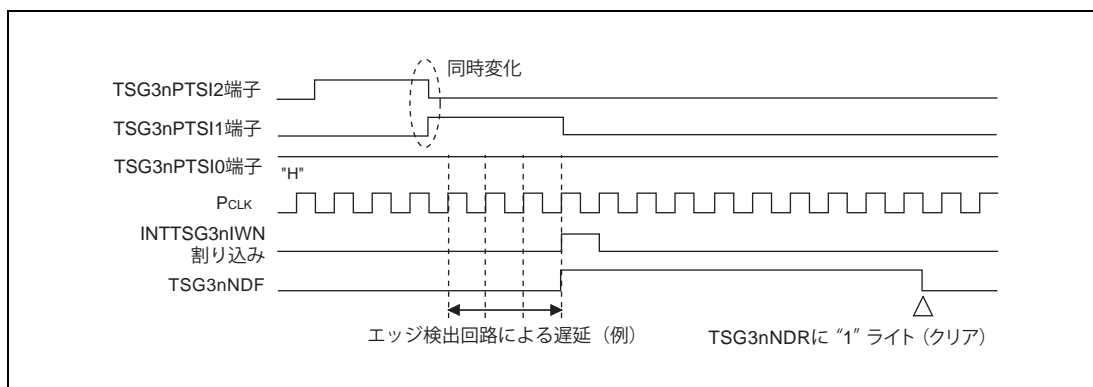 同時変化
TSG3nPTSI2端子
TSG3nPTSI1端子
TSG3nPTSI0端子
"H"
PCLK
INTTSG3nIWN
割り込み
TSG3nNDF
エッジ検出回路による遅延（例）
TSG3nNDRに “1” ライト（クリア）